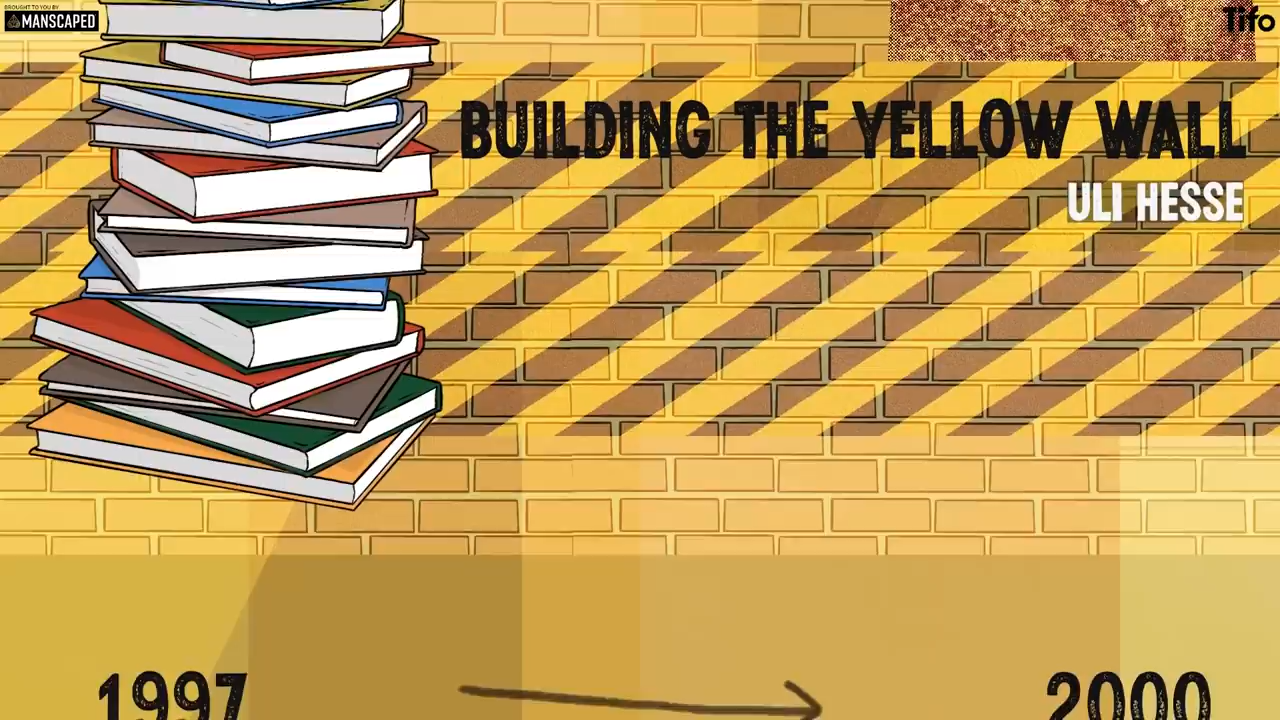 BROUGHT TO YOU BY
MANSCAPED
Tifo
BUILDING THE YELLOW WALL
ULI HESSE
1997
2000